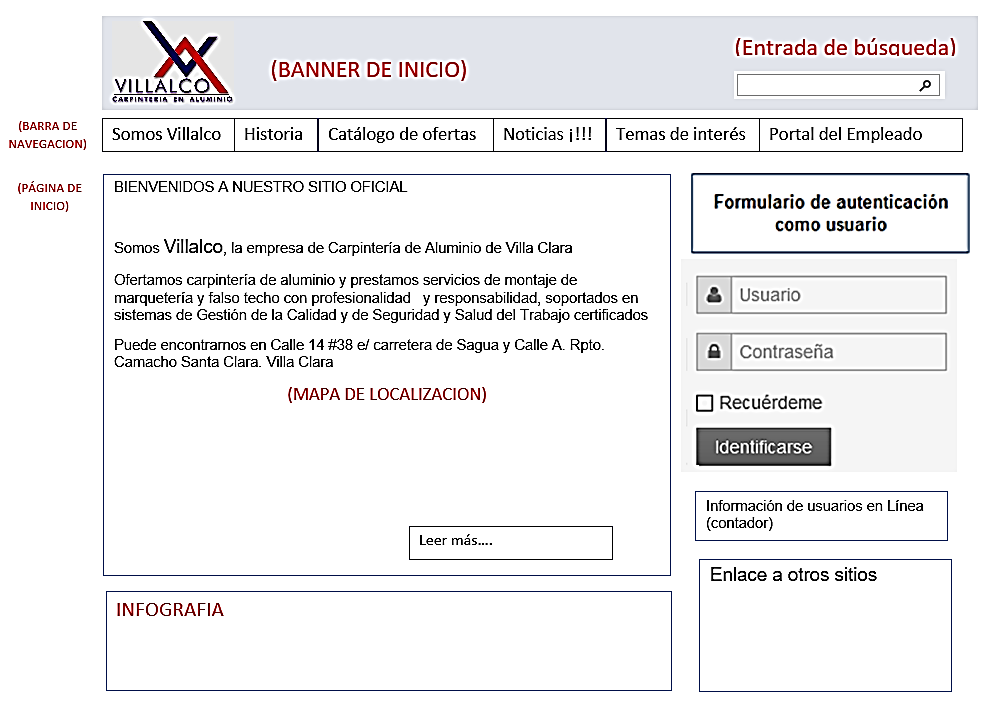 VILLALCO
CARPINTERIA EN ALUMINIO
(BANNER DE INICIO)
(Entrada de búsqueda)
(BARRA DE
NAVEGACION)
Somos Villalco
Historia
Catálogo de ofertas
Noticias ¡!!!
Temas de interés
Portal del Empleado
(PÁGINA DE
INICIO)
BIENVENIDOS A NUESTRO SITIO OFICIAL
Somos Villalco, la empresa de Carpintería de Aluminio de Villa Clara
Ofertamos carpintería de aluminio y prestamos servicios de montaje de
marquetería y falso techo con profesionalidad y responsabilidad, soportados en
sistemas de Gestión de la Calidad y de Seguridad y Salud del Trabajo certificados
Puede encontrarnos en Calle 14 #38 e/ carretera de Sagua y Calle A. Rpto.
Camacho Santa Clara. Villa Clara
(MAPA DE LOCALIZACION)
Leer más....
INFOGRAFIA
Formulario de autenticación
como usuario
Usuario
Contraseña
Recuérdeme
Identificarse
Información de usuarios en Línea
(contador)
Enlace a otros sitios